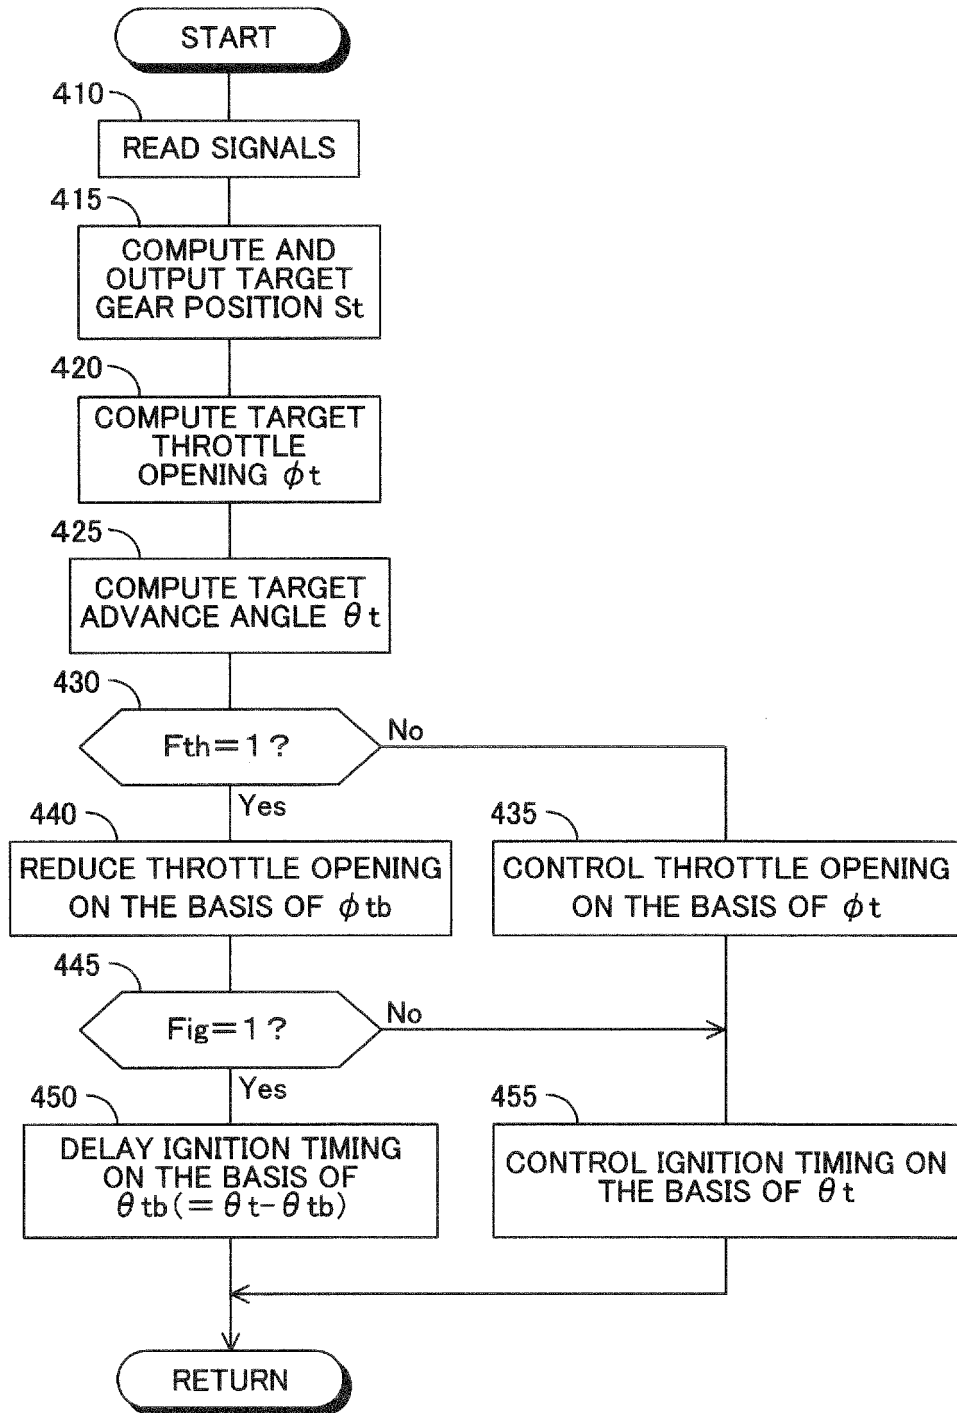 START
410
READ SIGNALS
415
COMPUTE AND
OUTPUT TARGET
GEAR POSITION St
420
COMPUTE TARGET
THROTTLE
OPENING ϕt
425
COMPUTE TARGET
ADVANCE ANGLE θt
430
Fth=1?
No
Yes
440
REDUCE THROTTLE OPENING
ON THE BASIS OF ϕtb
435
CONTROL THROTTLE OPENING
ON THE BASIS OF ϕt
445
Fig=1?
No
Yes
450
DELAY IGNITION TIMING
ON THE BASIS OF
θtb(=θt-θtb)
455
CONTROL IGNITION TIMING ON
THE BASIS OF θt
RETURN